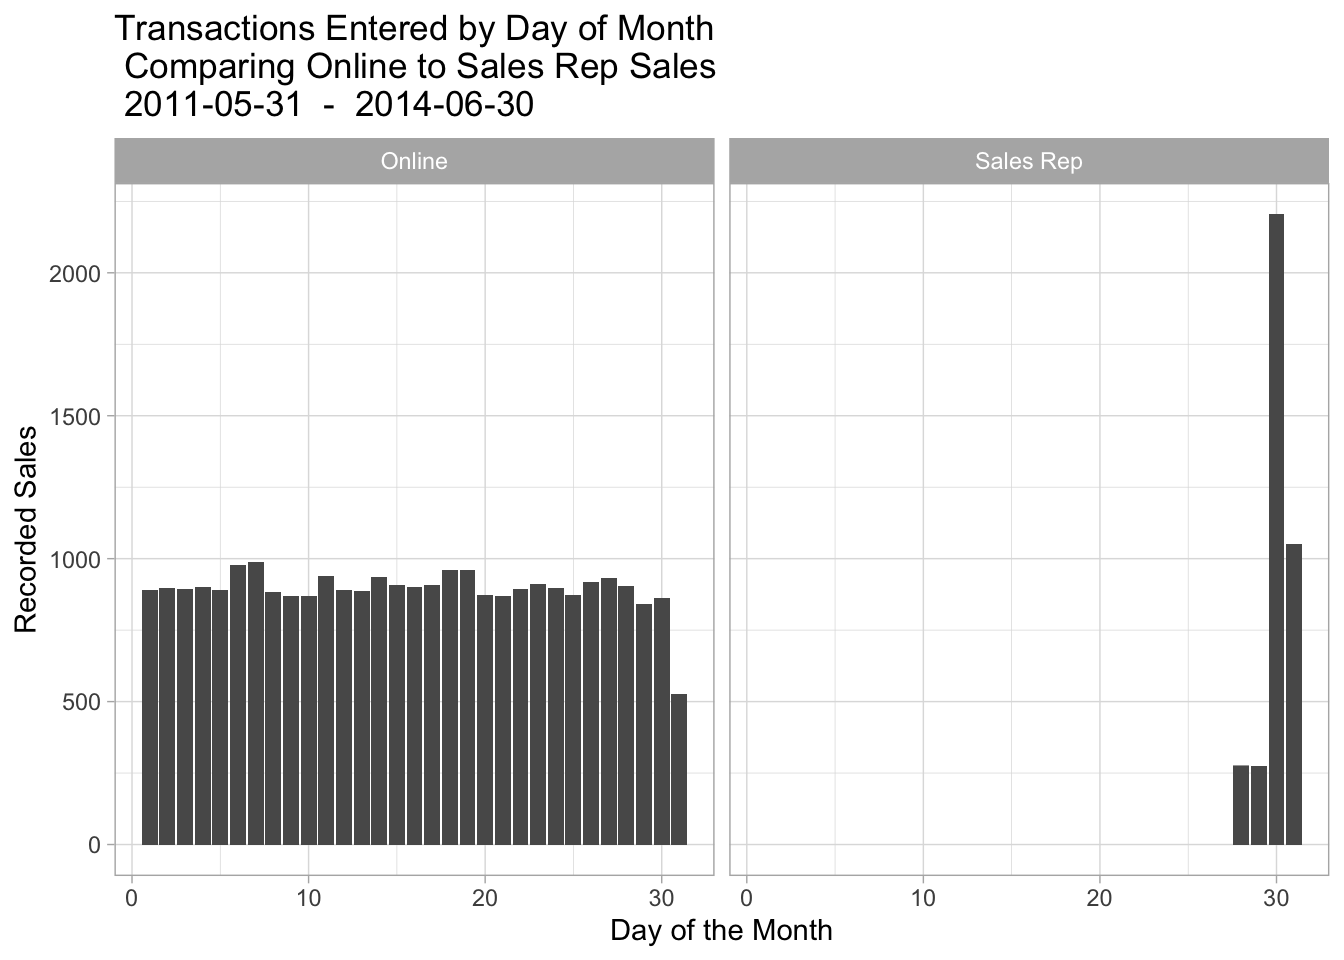 Transactions Entered by Day of Month
Comparing Online to Sales Rep Sales
2011-05-31  -  2014-06-30
Online
Sales Rep
Recorded Sales
2000
1500
1000
500
0
0 10 20 30
0 10 20 30
Day of the Month